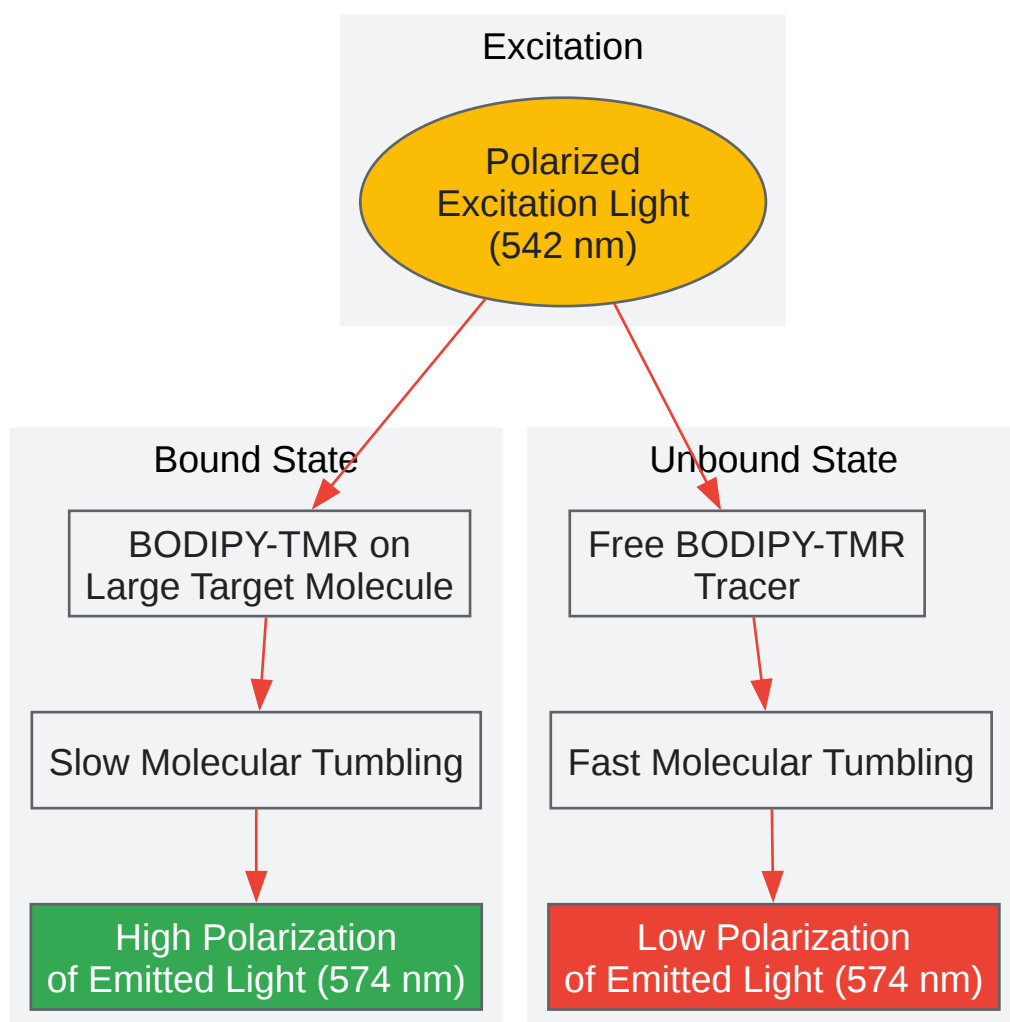 Excitation
Polarized
Excitation Light
(542 nm)
Bound State
BODIPY-TMR on
Large Target Molecule
Slow Molecular Tumbling
High Polarization
of Emitted Light (574 nm)
Unbound State
Free BODIPY-TMR
Tracer
Fast Molecular Tumbling
Low Polarization
of Emitted Light (574 nm)